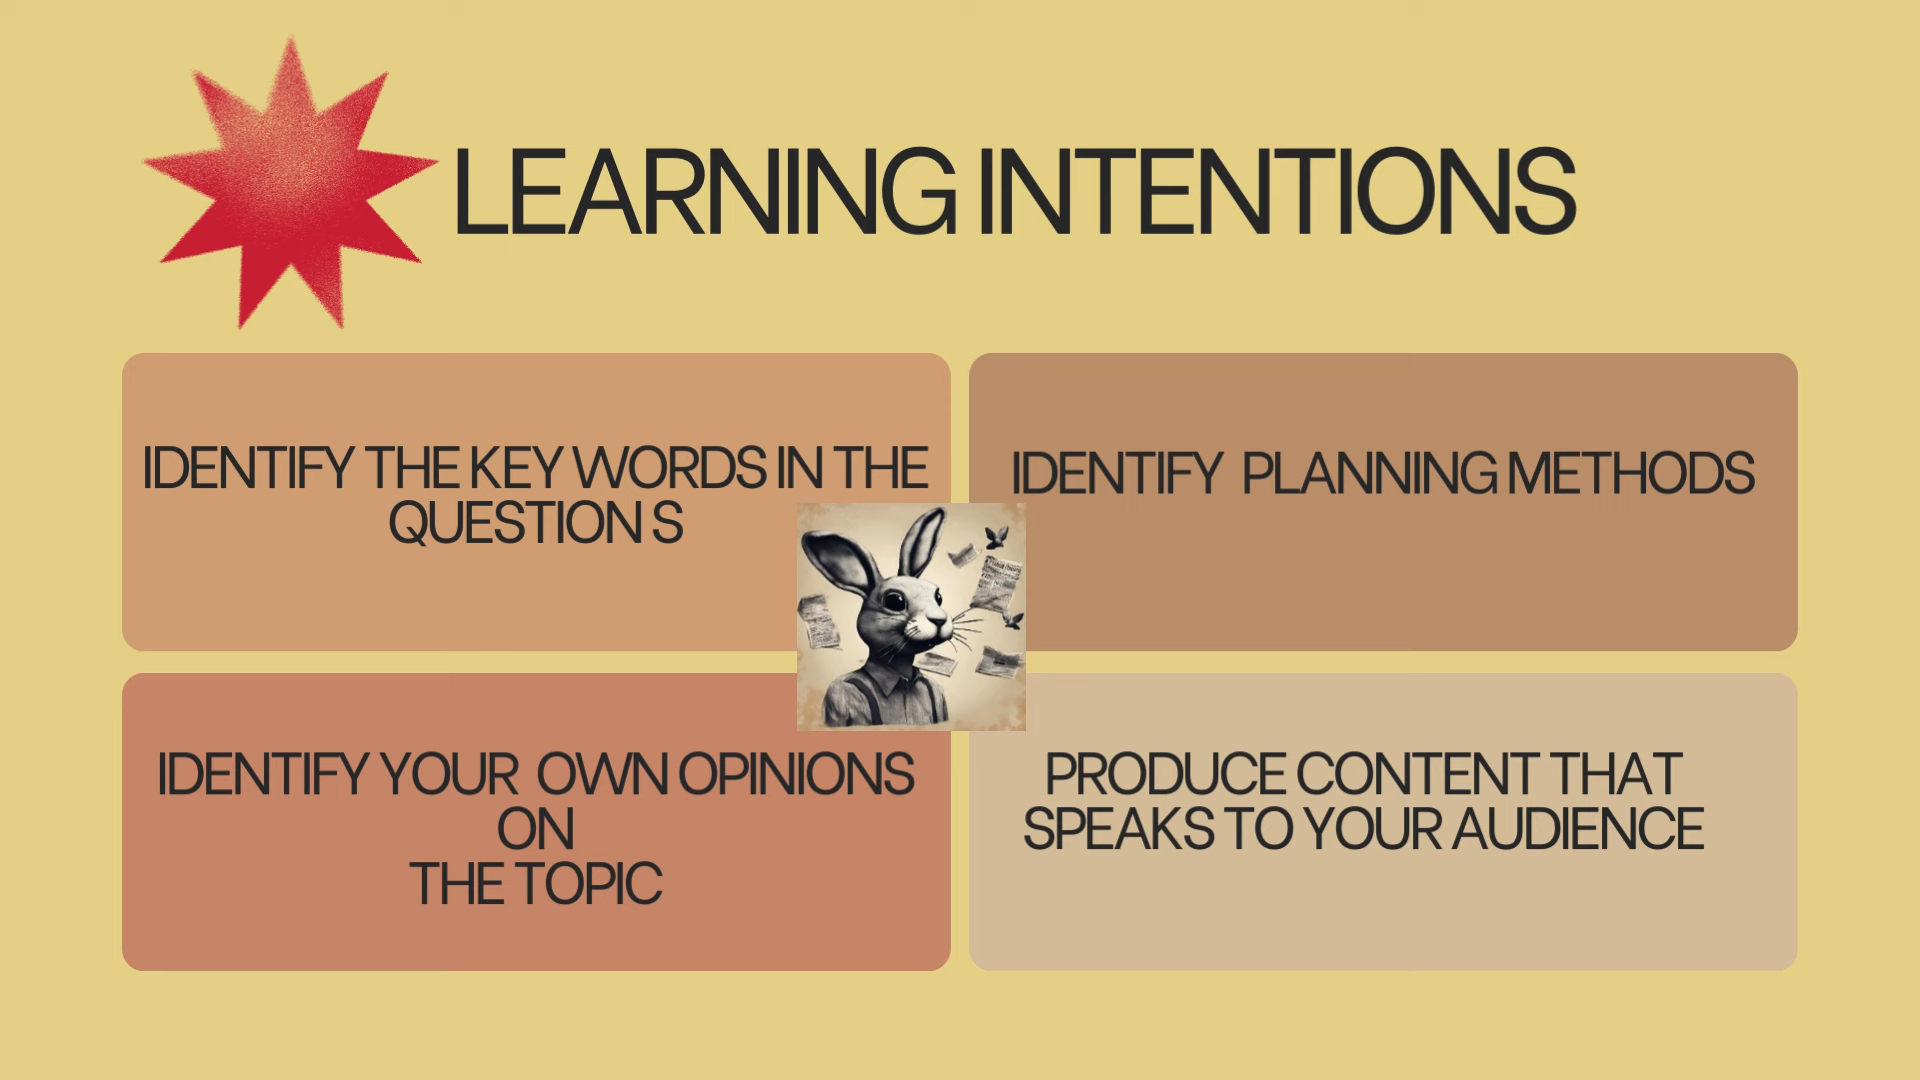 LEARNING INTENTIONS
IDENTIFY THE KEY WORDS IN THE
QUESTION S
IDENTIFY PLANNING METHODS
IDENTIFY YOUR OWN OPINIONS
ON
THE TOPIC
PRODUCE CONTENT THAT
SPEAKS TO YOUR AUDIENCE